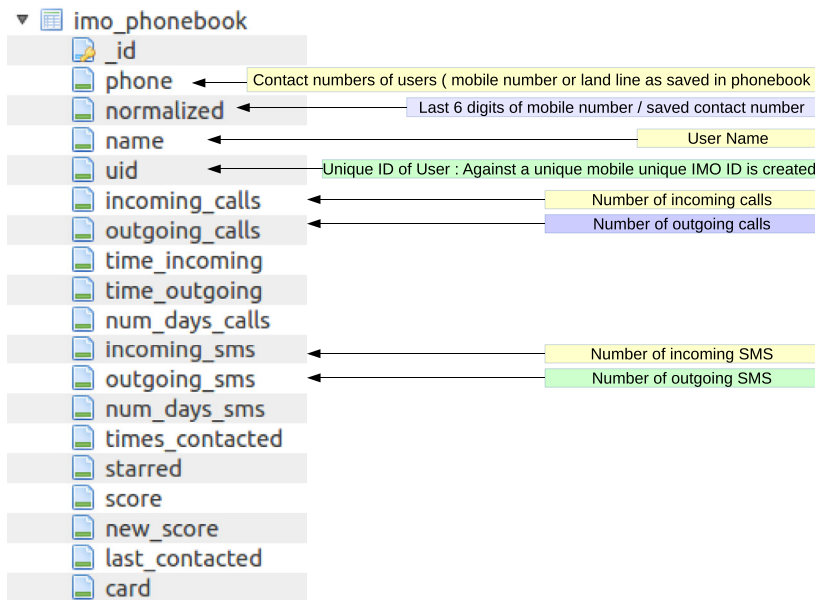 imo_phonebook
_id
phone Contact numbers of users ( mobile number or land line as saved in phonebook
normalized Last 6 digits of mobile number / saved contact number
name User Name
uid Unique ID of User : Against a unique mobile unique IMO ID is created
incoming_calls Number of incoming calls
outgoing_calls Number of outgoing calls
time_incoming
time_outgoing
num_days_calls
incoming_sms Number of incoming SMS
outgoing_sms Number of outgoing SMS
num_days_sms
times_contacted
starred
score
new_score
last_contacted
card